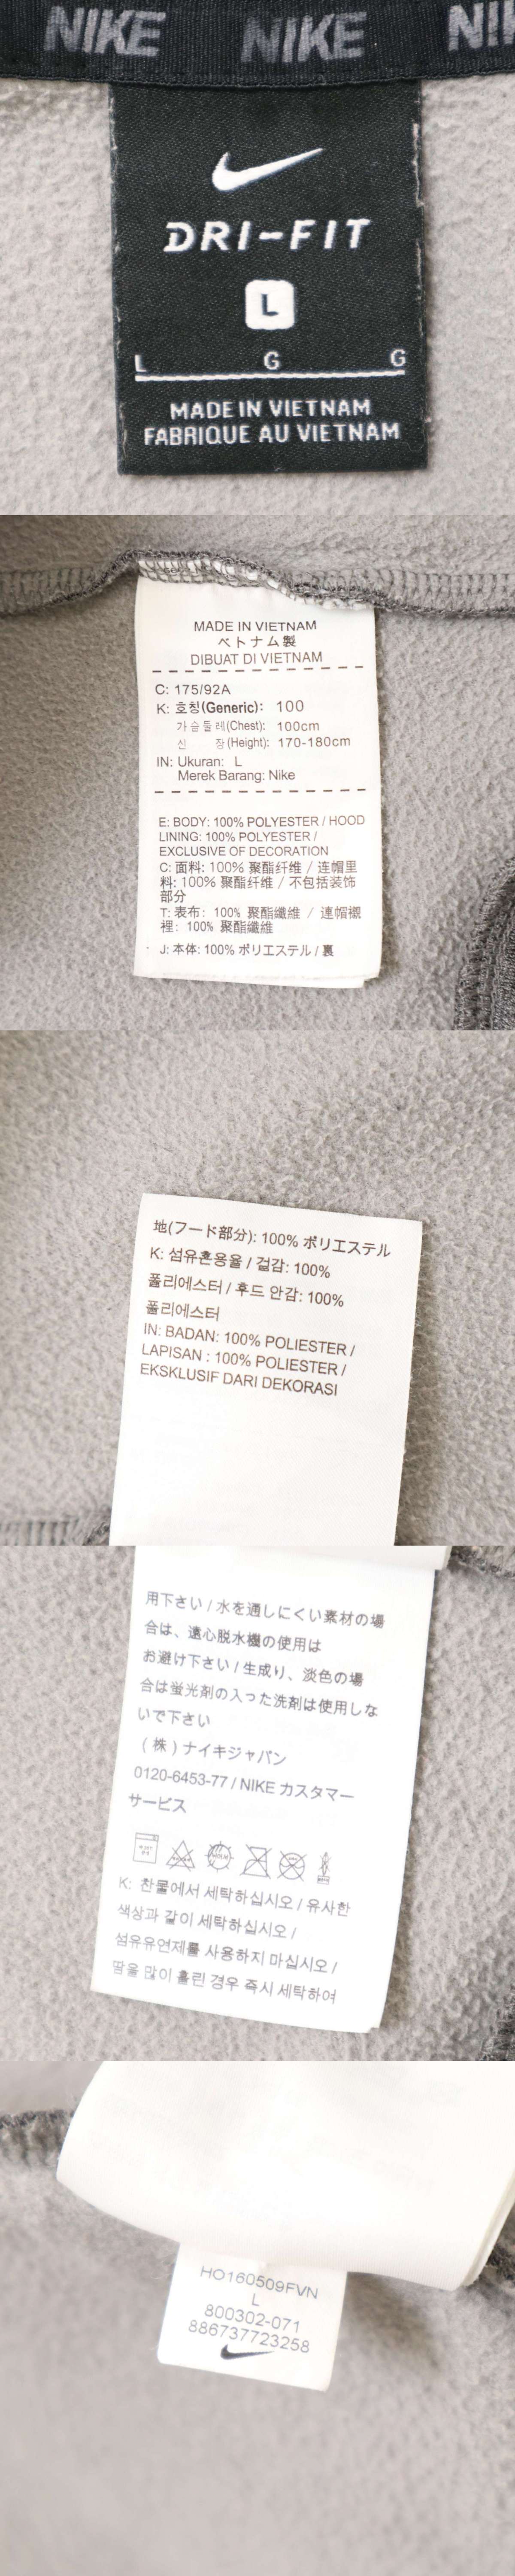 NIKE NIKE NIK
DRI-FIT
L
L G G
MADE IN VIETNAM
FABRIQUE AU VIETNAM
MADE IN VIETNAM
ベトナム製
DIBUAT DI VIETNAM
C: 175/92A
K: 호칭(Generic): 100
가슴둘레(Chest): 100cm
신 장(Height): 170-180cm
IN: Ukuran: L
Merek Barang: Nike
E: BODY: 100% POLYESTER / HOOD
LINING: 100% POLYESTER /
EXCLUSIVE OF DECORATION
C: 面料: 100% 聚酯纤维 / 连帽里
料: 100% 聚酯纤维 / 不包括装饰
部分
T: 表布: 100% 聚酯纖維 / 連帽襯
裡: 100% 聚酯纖維
J: 本体: 100% ポリエステル / 裏
地(フード部分): 100% ポリエステル
K: 섬유혼용율 / 겉감: 100%
폴리에스터 / 후드 안감: 100%
폴리에스터
IN: BADAN: 100% POLIESTER /
LAPISAN : 100% POLIESTER /
EKSKLUSIF DARI DEKORASI
用下さい / 水を通しにくい素材の場
合は、遠心脱水機の使用は
お避け下さい / 生成り、淡色の場
合は蛍光剤の入った洗剤は使用しな
いで下さい
(株)ナイキジャパン
0120-6453-77 / NIKE カスタマー
サービス
K: 찬물에서 세탁하십시오 / 유사한
색상과 같이 세탁하십시오 /
섬유유연제를 사용하지 마십시오 /
땀을 많이 흘린 경우 즉시 세탁하여
HO160509FVN
L
800302-071
886737723258